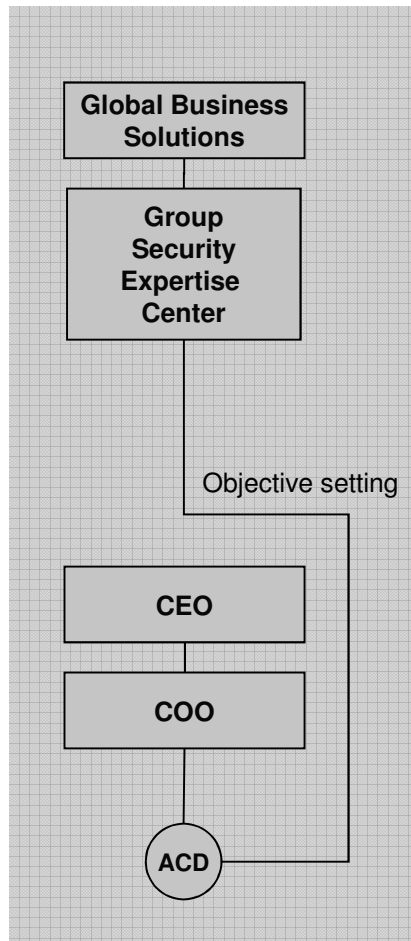 Global Business
Solutions
Group
Security
Expertise
Center
Objective setting
CEO
COO
ACD